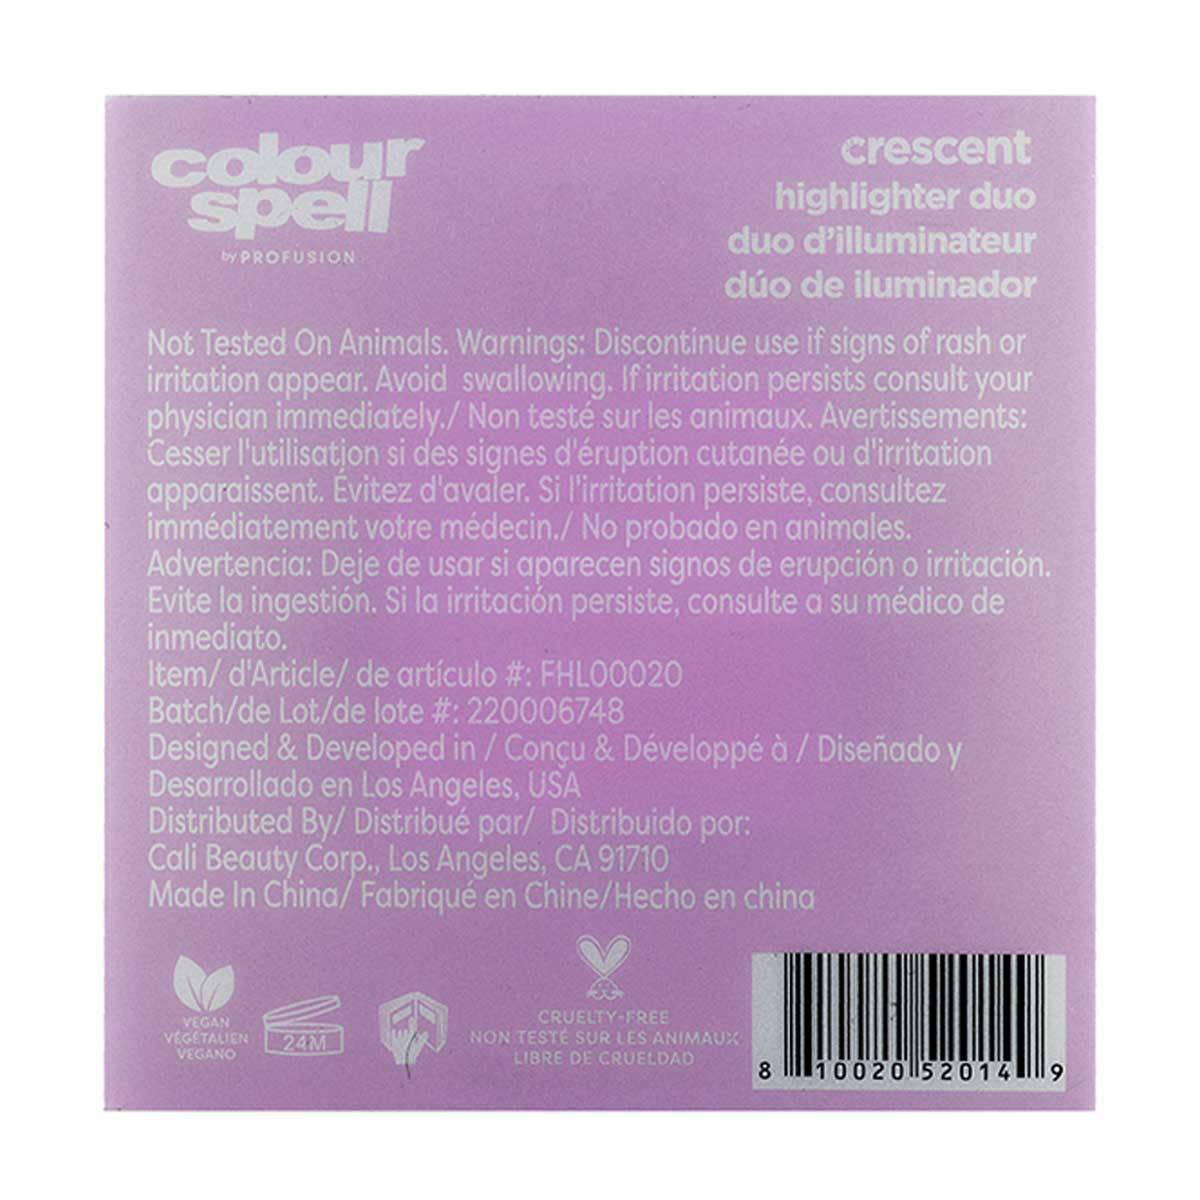 colour
spell
by PROFUSION
crescent
highlighter duo
duo d'illuminateur
dúo de iluminador
Not Tested On Animals. Warnings: Discontinue use if signs of rash or
irritation appear. Avoid swallowing. If irritation persists consult your
physician immediately./ Non testé sur les animaux. Avertissements:
Cesser l'utilisation si des signes d'éruption cutanée ou d'irritation
apparaissent. Évitez d'avaler. Si l'irritation persiste, consultez
immédiatement votre médecin./ No probado en animales.
Advertencia: Deje de usar si aparecen signos de erupción o irritación.
Evite la ingestión. Si la irritación persiste, consulte a su médico de
inmediato.
Item/ d'Article/ de artículo #: FHL00020
Batch/de Lot/de lote #: 220006748
Designed & Developed in / Conçu & Développé à / Diseñado y
Desarrollado en Los Angeles, USA
Distributed By/ Distribué par/ Distribuido por:
Cali Beauty Corp., Los Angeles, CA 91710
Made In China/ Fabriqué en Chine/Hecho en china
VEGAN
VÉGÉTALIEN
VEGANO
24M
CRUELTY-FREE
NON TESTÉ SUR LES ANIMAUX
LIBRE DE CRUELDAD
8 10020 52014 9